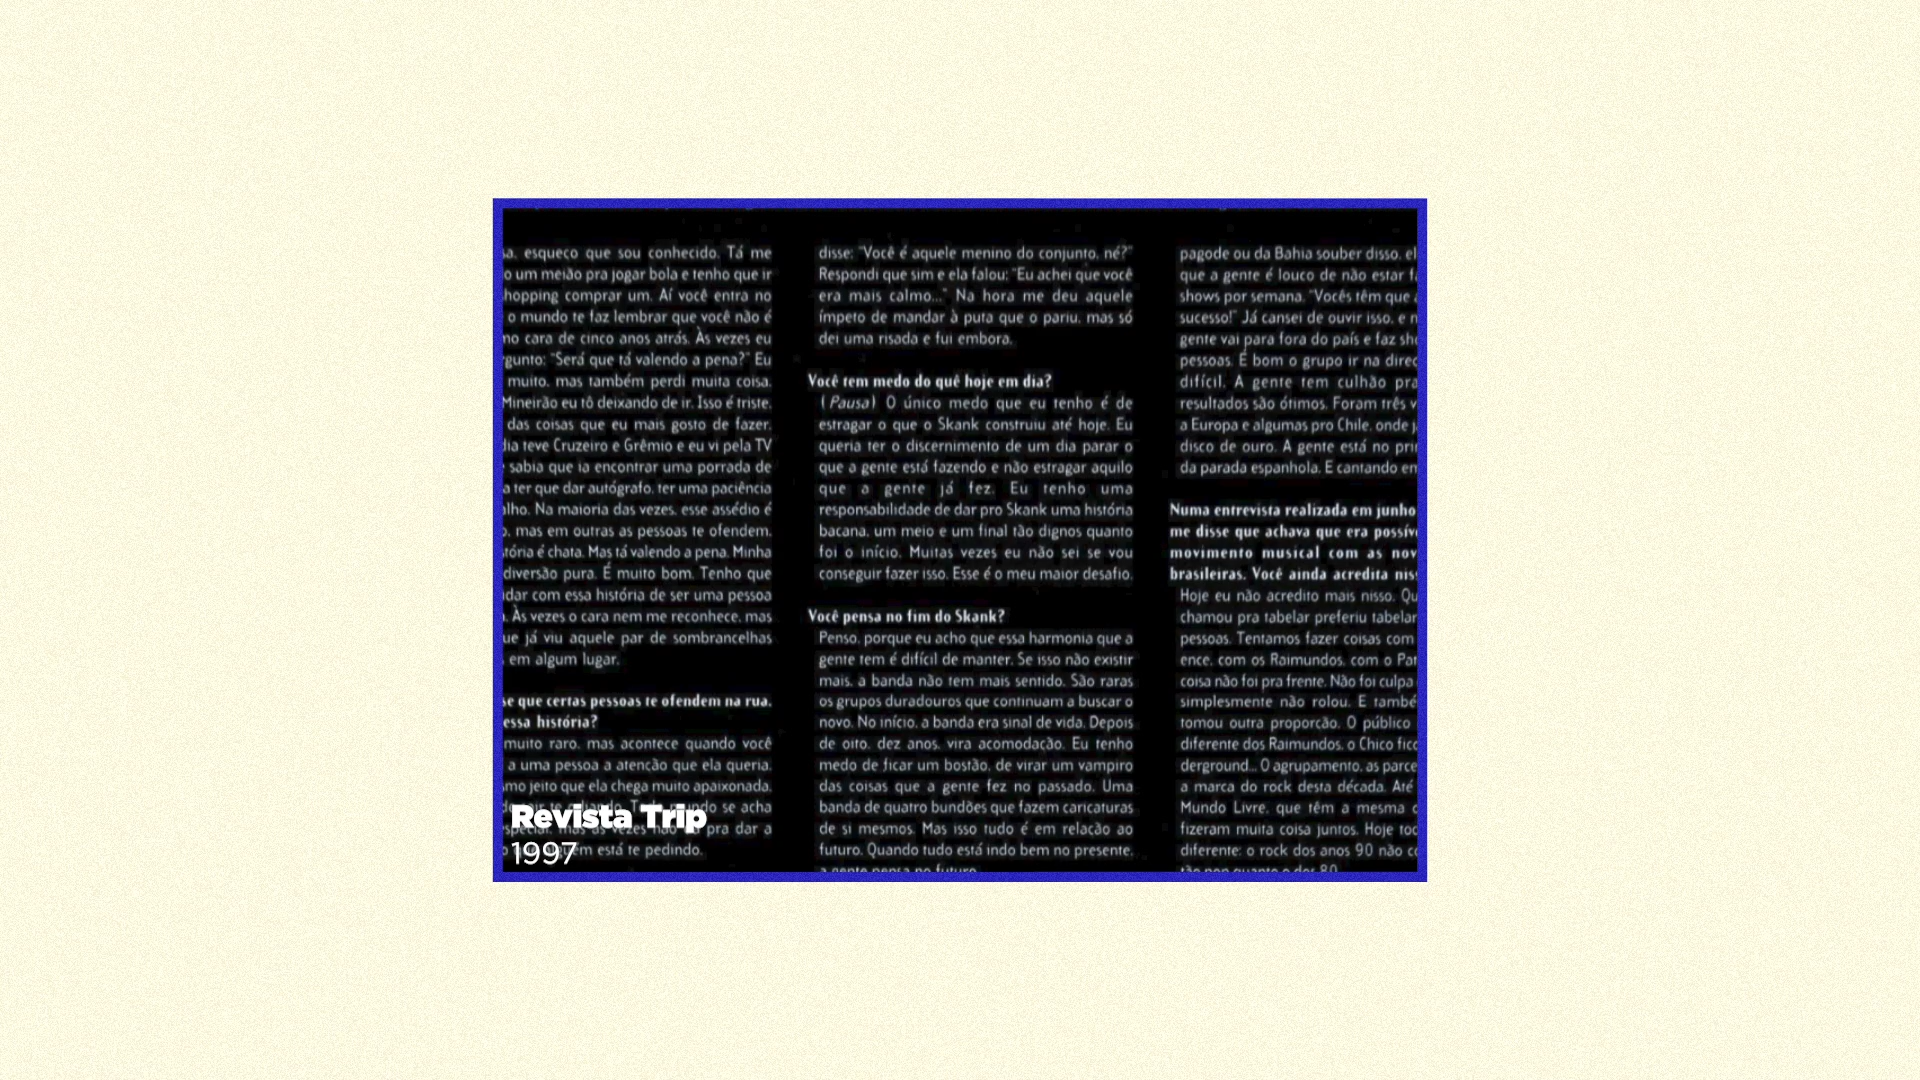 esqueço que sou conhecido. Tá me
um meião pra jogar bola e tenho que ir
comprar um. Aí você entra no
o mundo te faz lembrar que você não é
cara de cinco anos atrás. Às vezes eu
"Será que tá valendo a pena?" Eu
muito, mas também perdi muita coisa.
Mineirão eu tô deixando de ir. Isso é triste.
das coisas que eu mais gosto de fazer.
teve Cruzeiro e Grêmio e eu vi pela TV
sabia que ia encontrar uma porrada de
ter que dar autógrafo, ter uma paciência
Na maioria das vezes, esse assédio é
mas em outras as pessoas te ofendem.
é chata. Mas tá valendo a pena. Minha
diversão pura. É muito bom. Tenho que
com essa história de ser uma pessoa
Às vezes o cara nem me reconhece, mas
já viu aquele par de sombrancelhas
em algum lugar.
que certas pessoas te ofendem na rua.
essa história?
muito raro, mas acontece quando você
a uma pessoa a atenção que ela queria.
jeito que ela chega muito apaixonada.
se acha
pra dar a
está te pedindo.
disse: "Você é aquele menino do conjunto, né?"
Respondi que sim e ela falou: "Eu achei que você
era mais calmo..." Na hora me deu aquele
ímpeto de mandar à puta que o pariu, mas só
dei uma risada e fui embora.
Você tem medo do quê hoje em dia?
(Pausa) O único medo que eu tenho é de
estragar o que o Skank construiu até hoje. Eu
queria ter o discernimento de um dia parar o
que a gente está fazendo e não estragar aquilo
que a gente já fez. Eu tenho uma
responsabilidade de dar pro Skank uma história
bacana, um meio e um final tão dignos quanto
foi o início. Muitas vezes eu não sei se vou
conseguir fazer isso. Esse é o meu maior desafio.
Você pensa no fim do Skank?
Penso, porque eu acho que essa harmonia que a
gente tem é difícil de manter. Se isso não existir
mais, a banda não tem mais sentido. São raras
os grupos duradouros que continuam a buscar o
novo. No início, a banda era sinal de vida. Depois
de oito, dez anos, vira acomodação. Eu tenho
medo de ficar um bostão, de virar um vampiro
das coisas que a gente fez no passado. Uma
banda de quatro bundões que fazem caricaturas
de si mesmos. Mas isso tudo é em relação ao
futuro. Quando tudo está indo bem no presente,
a gente pensa no futuro.
pagode ou da Bahia souber disso,
que a gente é louco de não estar
shows por semana. "Vocês têm que
sucesso!" Já cansei de ouvir isso, e
gente vai para fora do país e faz
pessoas. É bom o grupo ir na
difícil. A gente tem culhão pra
resultados são ótimos. Foram três
a Europa e algumas pro Chile, onde
disco de ouro. A gente está no
da parada espanhola. E cantando
Numa entrevista realizada em junho
me disse que achava que era
movimento musical com as
brasileiras. Você ainda acredita
Hoje eu não acredito mais nisso.
chamou pra tabelar preferiu tabelar
pessoas. Tentamos fazer coisas com
ence, com os Raimundos, com o
coisa não foi pra frente. Não foi culpa
simplesmente não rolou. E
tomou outra proporção. O público
diferente dos Raimundos, o Chico
derground... O agrupamento, as
a marca do rock desta década. Até
Mundo Livre, que têm a mesma
fizeram muita coisa juntos. Hoje
diferente: o rock dos anos 90 não
tão pop quanto o dos 80.
Revista Trip
1997